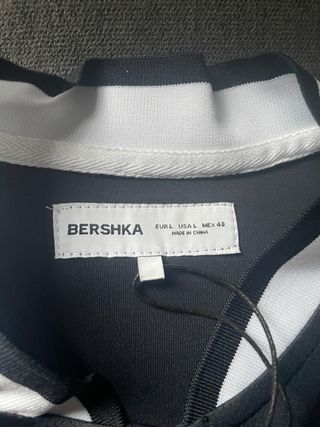 BERSHKA
EUR L USA L MEX 40
MADE IN CHINA